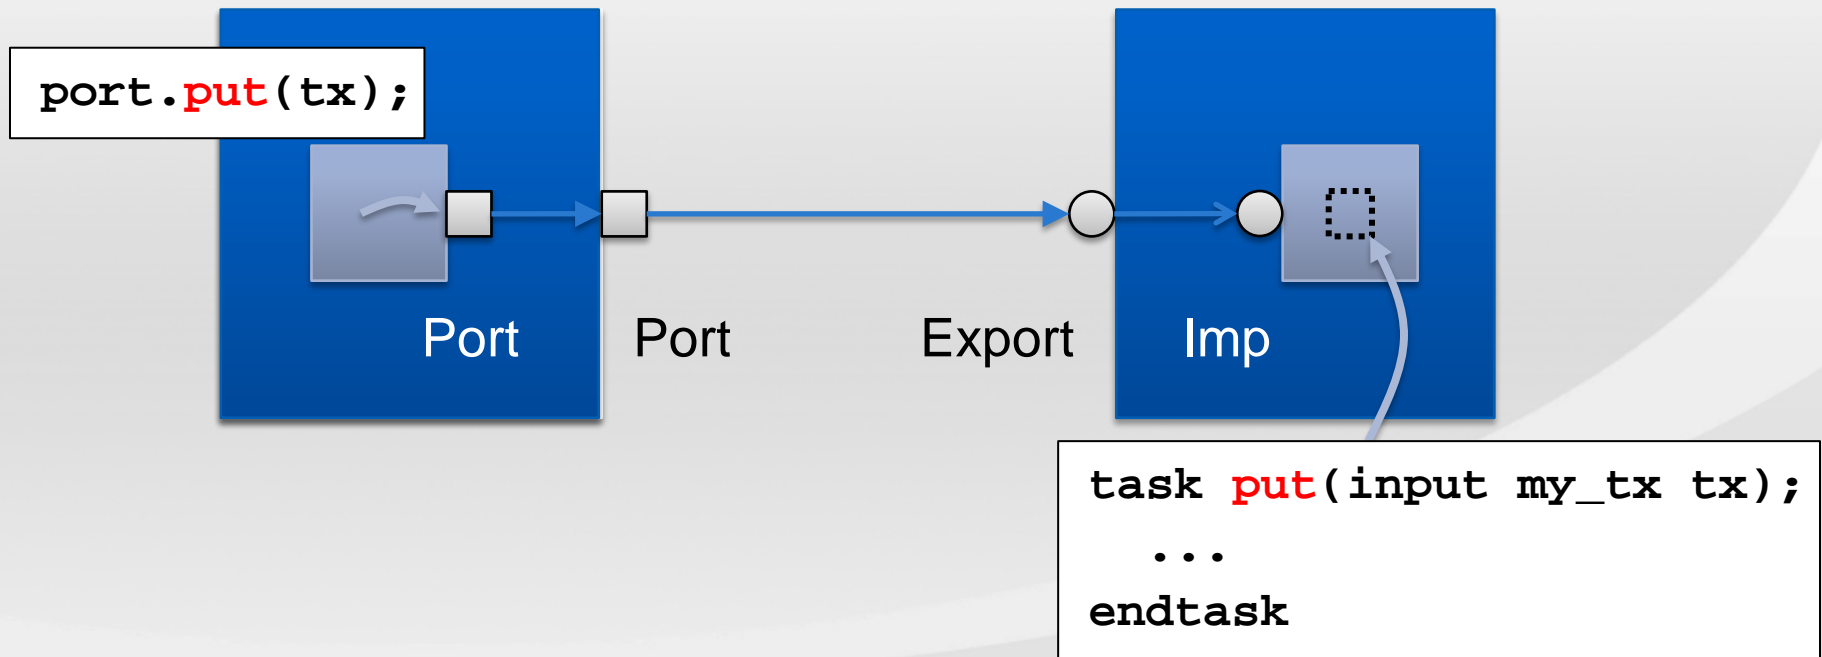 port.put(tx);
Port Port Export Imp
task put(input my_tx tx);
...
endtask